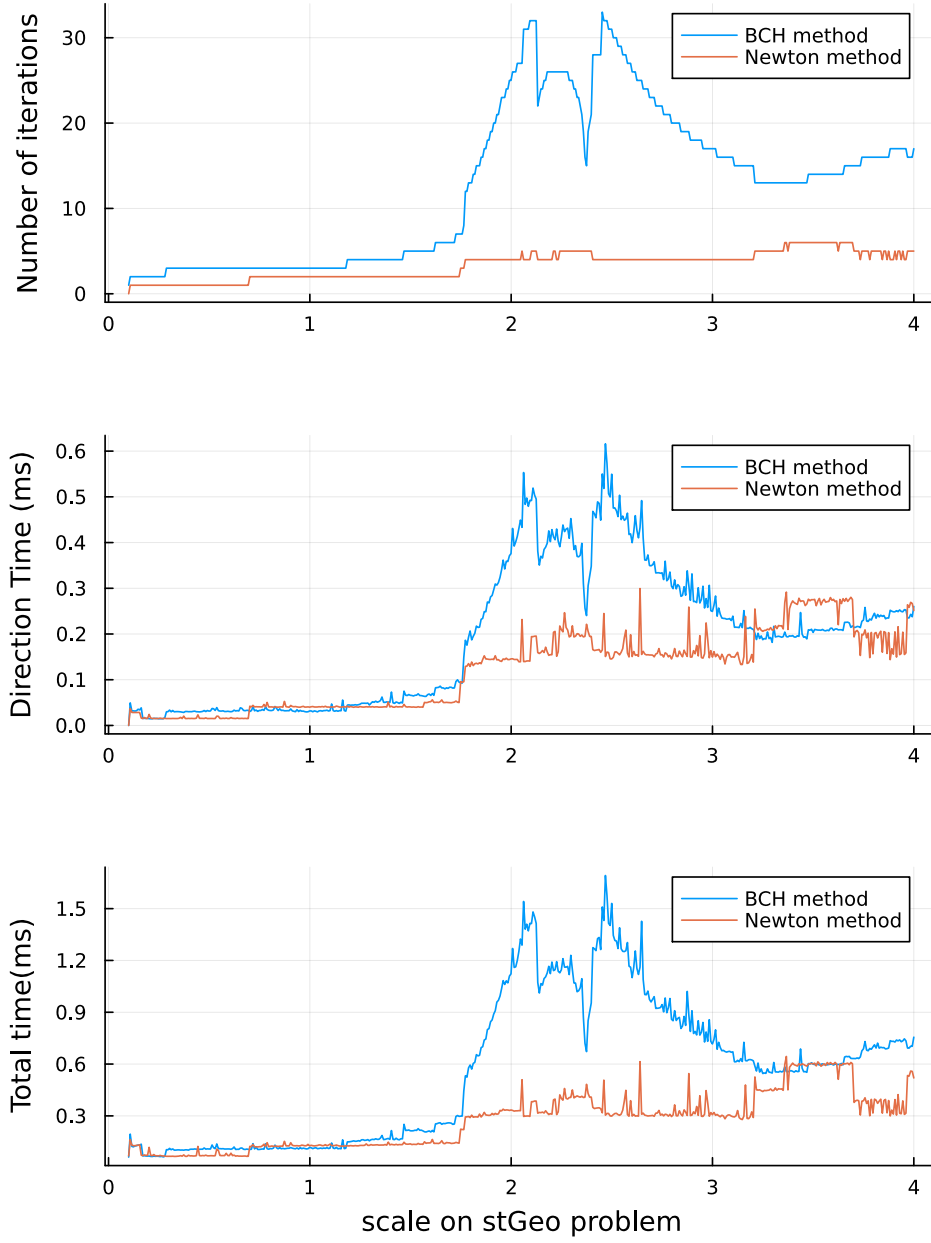 Number of iterations
30
20
10
0
BCH method
Newton method
0 1 2 3 4
Direction Time (ms)
0.6
0.5
0.4
0.3
0.2
0.1
0.0
BCH method
Newton method
0 1 2 3 4
Total time(ms)
1.5
1.2
0.9
0.6
0.3
BCH method
Newton method
0 1 2 3 4
scale on stGeo problem